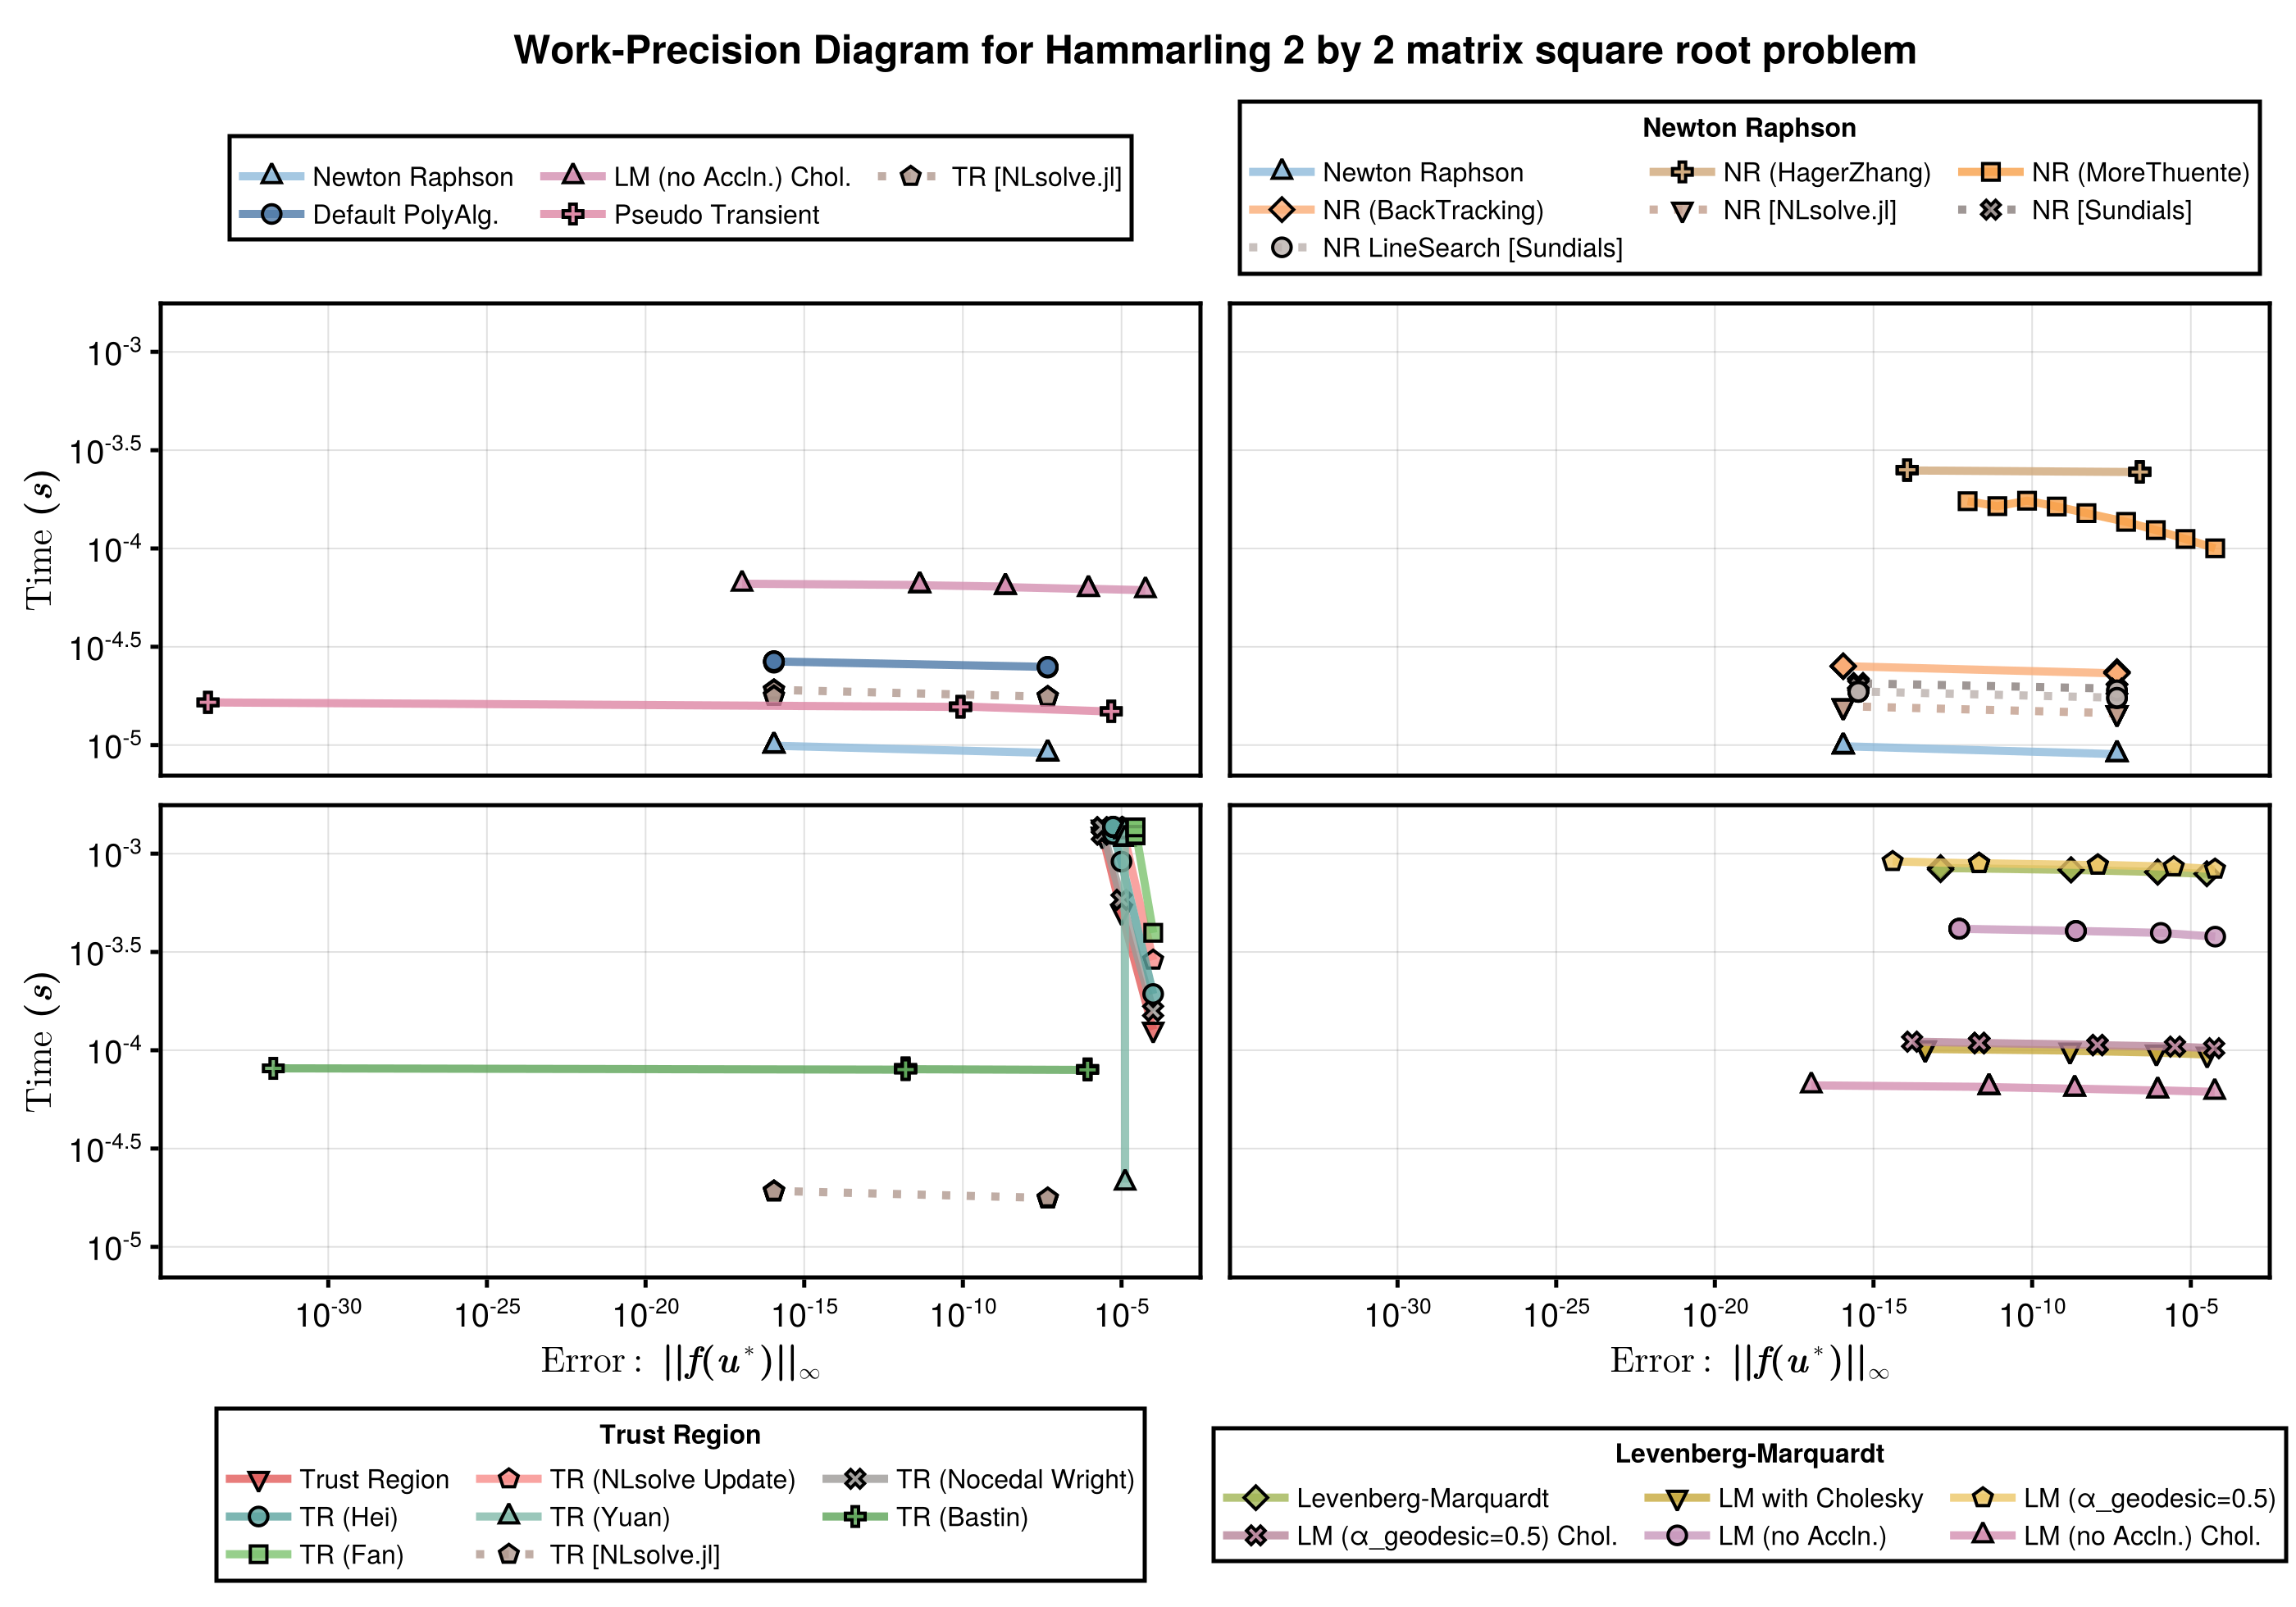 Work-Precision Diagram for Hammarling 2 by 2 matrix square root problem
Newton Raphson LM (no Accln.) Chol. TR [NLsolve.jl]
Default PolyAlg. Pseudo Transient
Newton Raphson
Newton Raphson NR (HagerZhang) NR (MoreThuente)
NR (BackTracking) NR [NLsolve.jl] NR [Sundials]
NR LineSearch [Sundials]
Time (s)
10^-3
10^-3.5
10^-4
10^-4.5
10^-5
Time (s)
10^-3
10^-3.5
10^-4
10^-4.5
10^-5
10^-30 10^-25 10^-20 10^-15 10^-10 10^-5
10^-30 10^-25 10^-20 10^-15 10^-10 10^-5
Error : ||f(u*)||∞
Error : ||f(u*)||∞
Trust Region
Trust Region TR (NLsolve Update) TR (Nocedal Wright)
TR (Hei) TR (Yuan) TR (Bastin)
TR (Fan) TR [NLsolve.jl]
Levenberg-Marquardt
Levenberg-Marquardt LM with Cholesky LM (α_geodesic=0.5)
LM (α_geodesic=0.5) Chol. LM (no Accln.) LM (no Accln.) Chol.